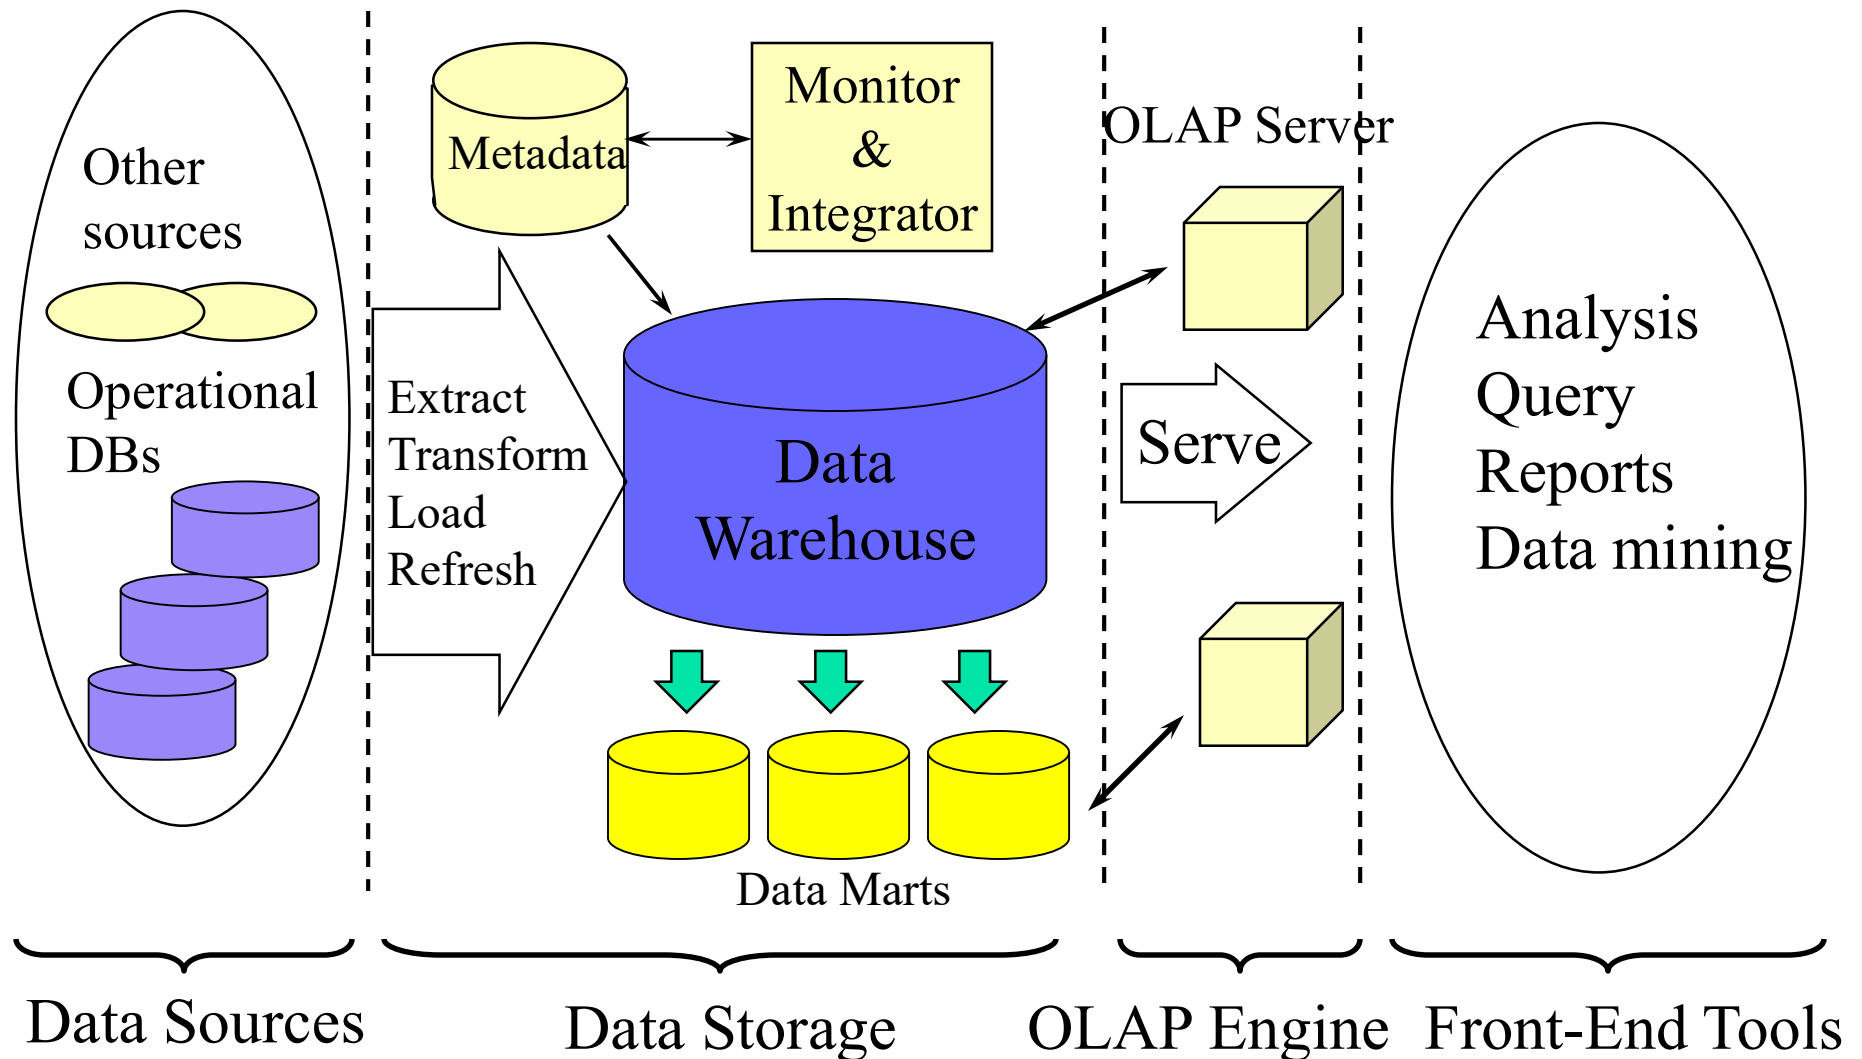 Other
sources
Operational
DBs
Metadata
Monitor
&
Integrator
Extract
Transform
Load
Refresh
Data
Warehouse
Data Marts
OLAP Server
Serve
Analysis
Query
Reports
Data mining
Data Sources
Data Storage
OLAP Engine
Front-End Tools